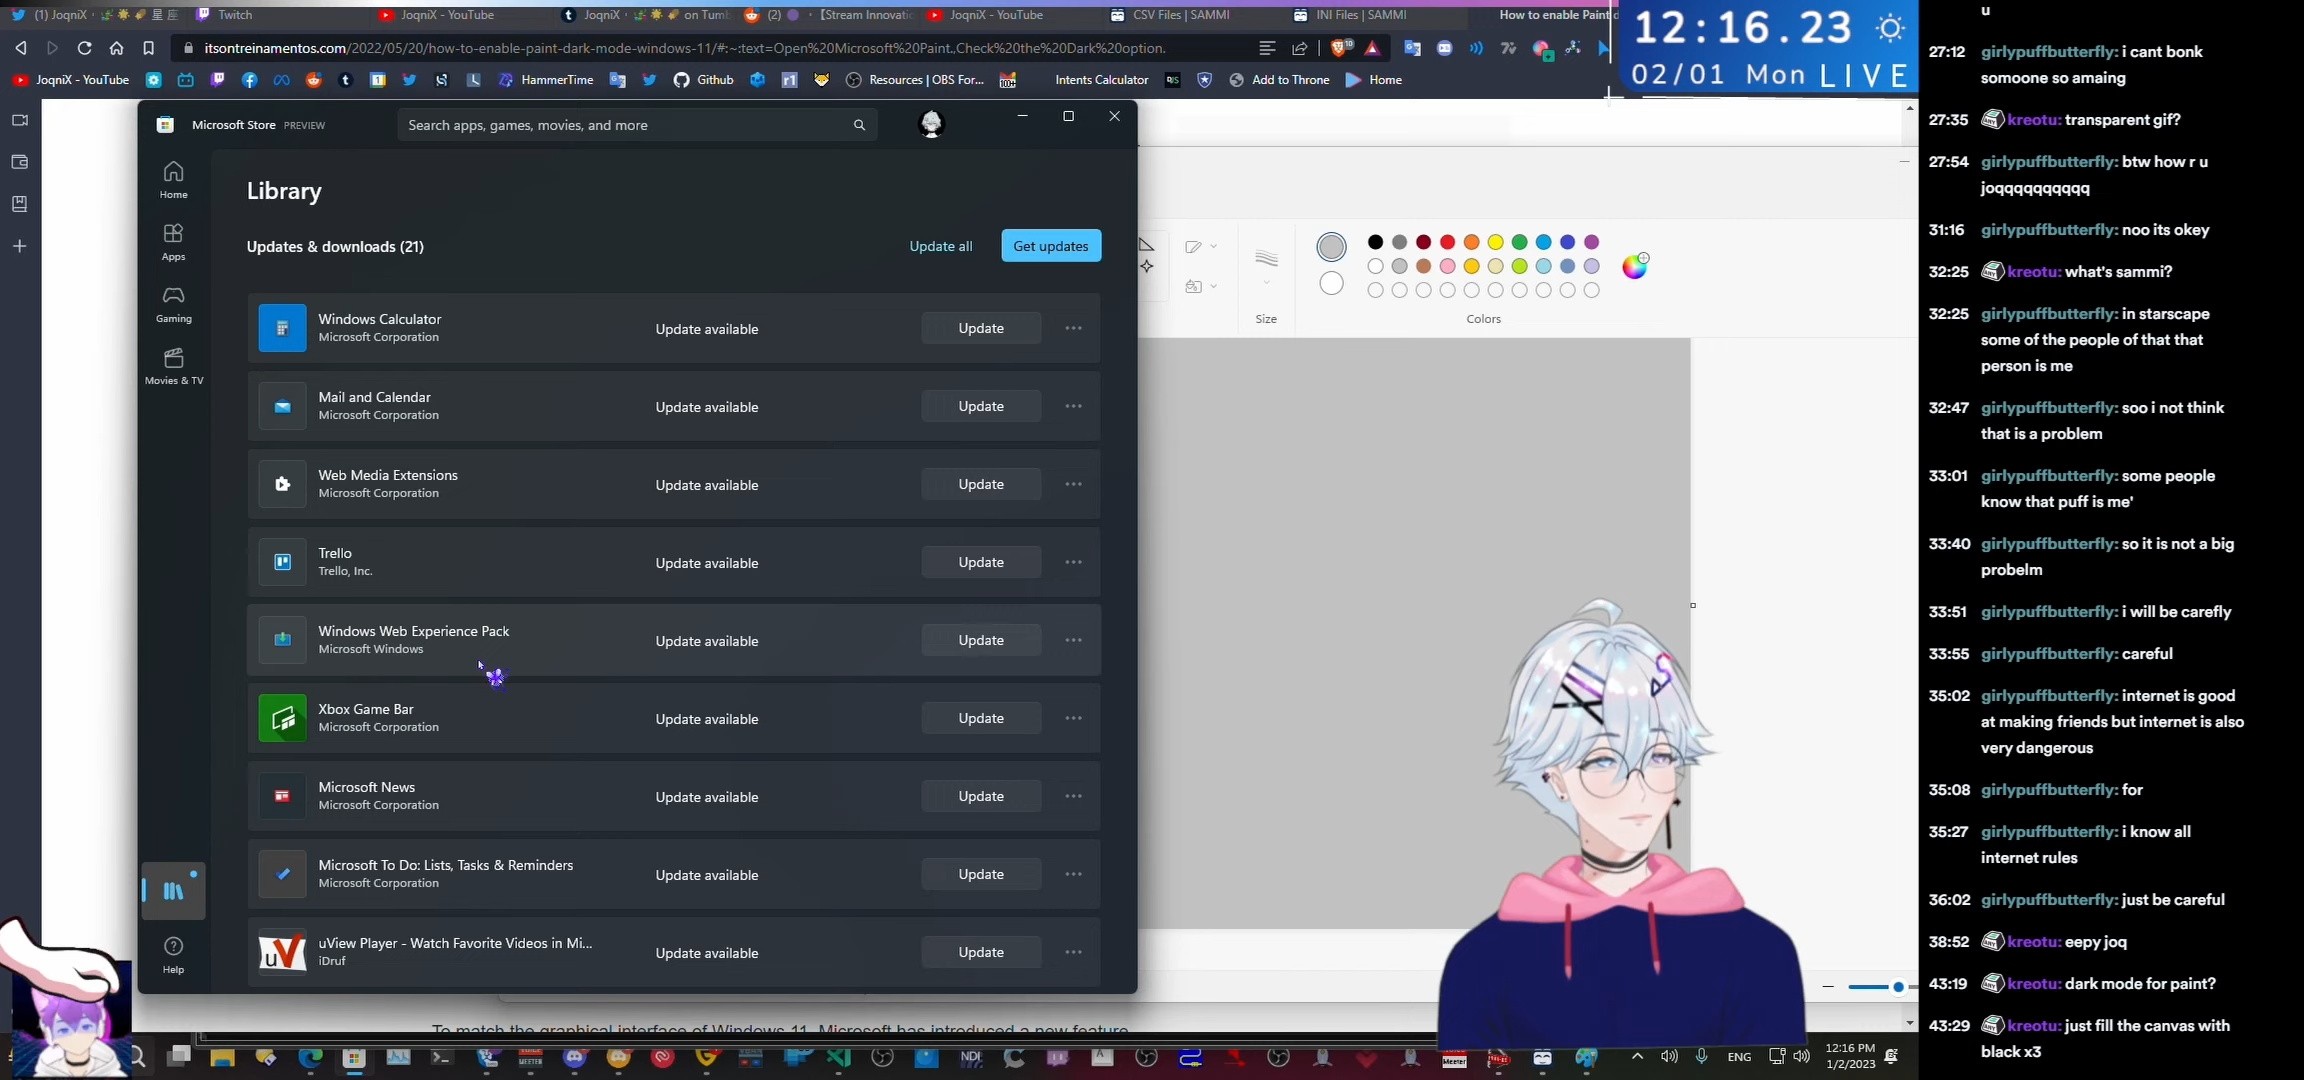 (1) JoqniX
Twitch
JoqniX - YouTube
JoqniX
on Tumb
(2)
[Stream Innovatic
JoqniX - YouTube
CSV Files | SAMMI
INI Files | SAMMI
How to enable Paint d
itsontreinamentos.com/2022/05/20/how-to-enable-paint-dark-mode-windows-11/#:~:text=Open%20Microsoft%20Paint.,Check%20the%20Dark%20option.
JoqniX - YouTube
HammerTime
Github
Resources | OBS For...
Intents Calculator
Add to Throne
Home
12:16.23
02/01 Mon LIVE
Microsoft Store PREVIEW
Search apps, games, movies, and more
Home
Apps
Gaming
Movies & TV
Help
Library
Updates & downloads (21)
Update all
Get updates
Windows Calculator
Microsoft Corporation
Update available
Update
Mail and Calendar
Microsoft Corporation
Update available
Update
Web Media Extensions
Microsoft Corporation
Update available
Update
Trello
Trello, Inc.
Update available
Update
Windows Web Experience Pack
Microsoft Windows
Update available
Update
Xbox Game Bar
Microsoft Corporation
Update available
Update
Microsoft News
Microsoft Corporation
Update available
Update
Microsoft To Do: Lists, Tasks & Reminders
Microsoft Corporation
Update available
Update
uView Player - Watch Favorite Videos in Mi...
iDruf
Update available
Update
Size
Colors
To match the graphical interface of Windows 11, Microsoft has introduced a new feature
ENG
12:16 PM
1/2/2023
u
27:12 girlypuffbutterfly: i cant bonk
somoone so amaing
27:35 kreotu: transparent gif?
27:54 girlypuffbutterfly: btw how r u
joqqqqqqqqqq
31:16 girlypuffbutterfly: noo its okey
32:25 kreotu: what's sammi?
32:25 girlypuffbutterfly: in starscape
some of the people of that that
person is me
32:47 girlypuffbutterfly: soo i not think
that is a problem
33:01 girlypuffbutterfly: some people
know that puff is me'
33:40 girlypuffbutterfly: so it is not a big
probelm
33:51 girlypuffbutterfly: i will be carefly
33:55 girlypuffbutterfly: careful
35:02 girlypuffbutterfly: internet is good
at making friends but internet is also
very dangerous
35:08 girlypuffbutterfly: for
35:27 girlypuffbutterfly: i know all
internet rules
36:02 girlypuffbutterfly: just be careful
38:52 kreotu: eepy joq
43:19 kreotu: dark mode for paint?
43:29 kreotu: just fill the canvas with
black x3